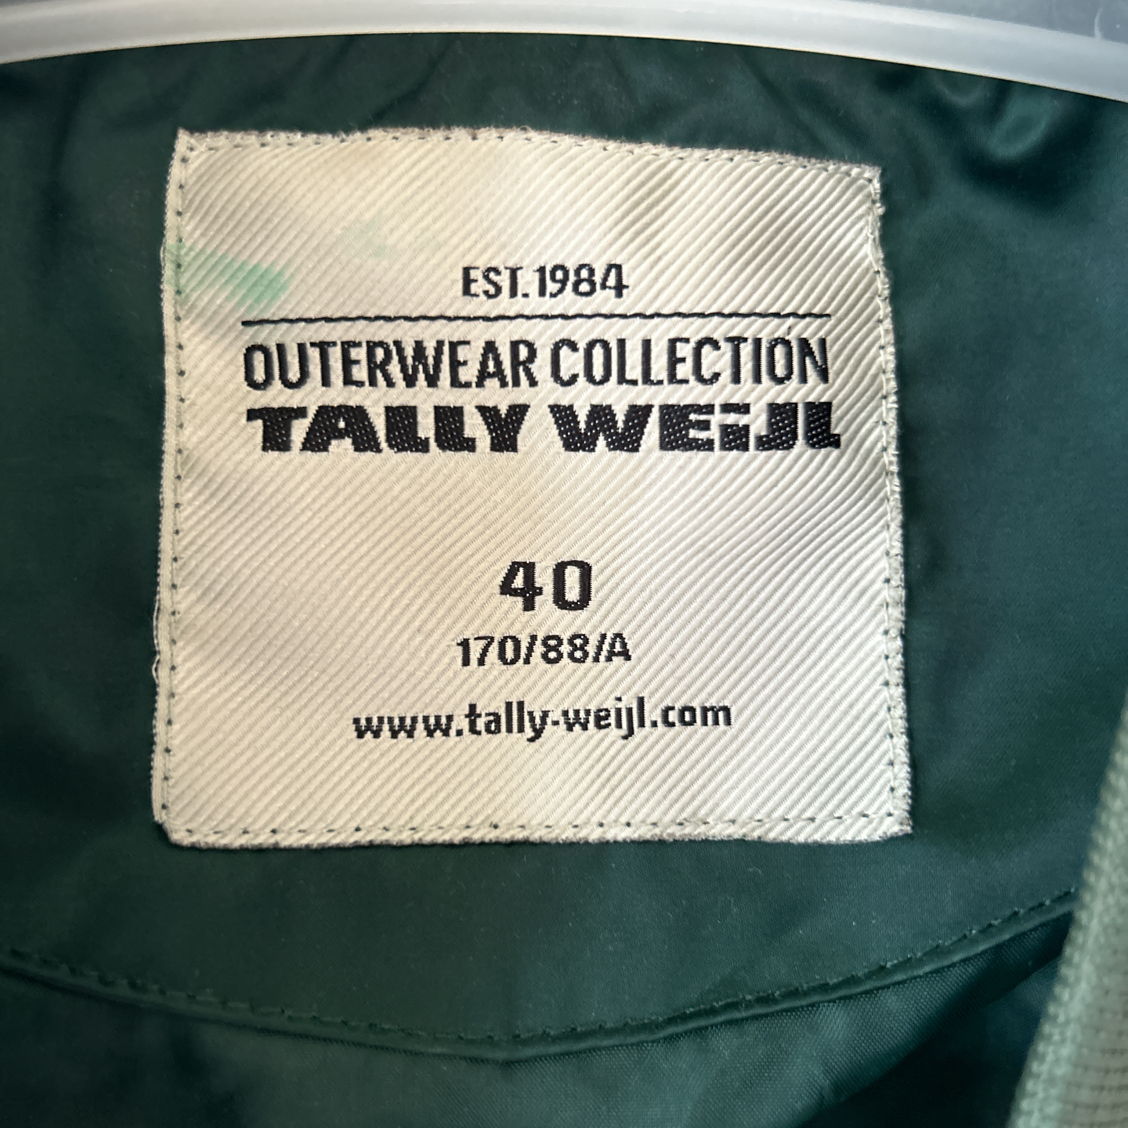 EST.1984
OUTERWEAR COLLECTION
TALLY WEiJL
40
170/88/A
www.tally-weijl.com